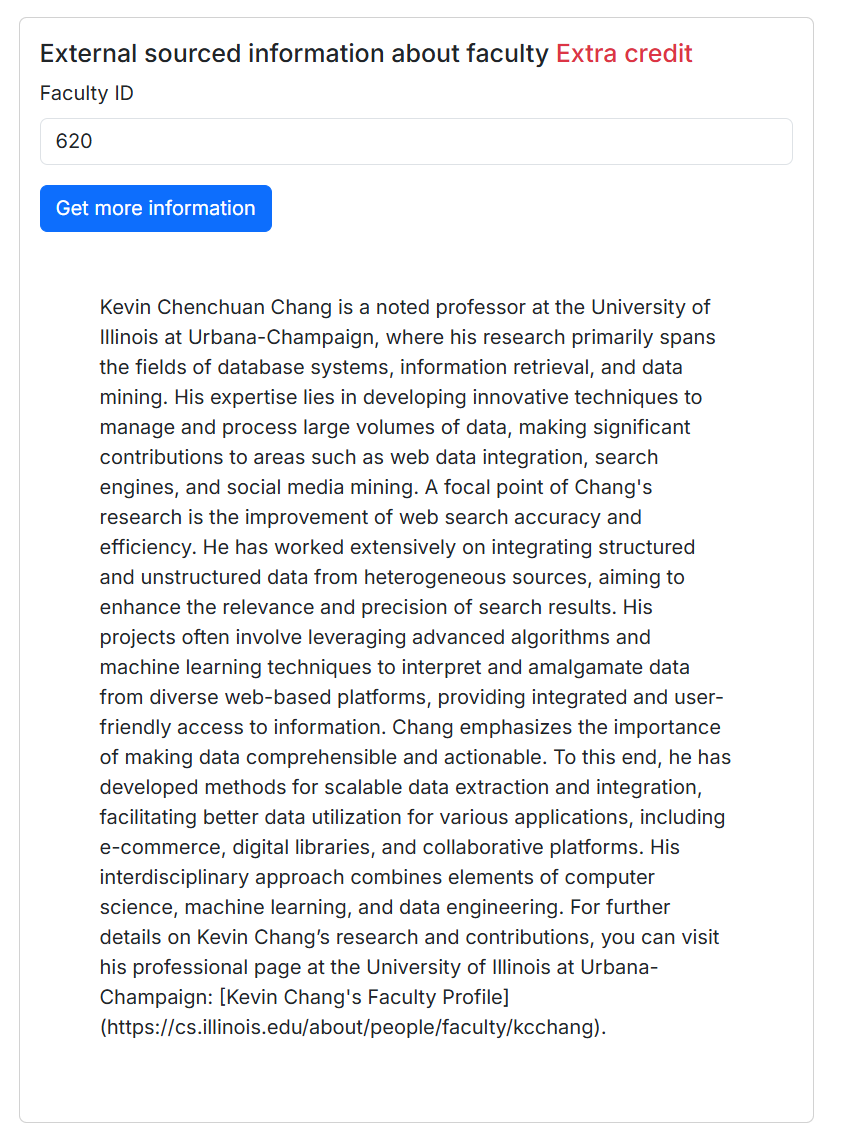 External sourced information about faculty Extra credit
Faculty ID
620
Get more information
Kevin Chenchuan Chang is a noted professor at the University of
Illinois at Urbana-Champaign, where his research primarily spans
the fields of database systems, information retrieval, and data
mining. His expertise lies in developing innovative techniques to
manage and process large volumes of data, making significant
contributions to areas such as web data integration, search
engines, and social media mining. A focal point of Chang's
research is the improvement of web search accuracy and
efficiency. He has worked extensively on integrating structured
and unstructured data from heterogeneous sources, aiming to
enhance the relevance and precision of search results. His
projects often involve leveraging advanced algorithms and
machine learning techniques to interpret and amalgamate data
from diverse web-based platforms, providing integrated and user-
friendly access to information. Chang emphasizes the importance
of making data comprehensible and actionable. To this end, he has
developed methods for scalable data extraction and integration,
facilitating better data utilization for various applications, including
e-commerce, digital libraries, and collaborative platforms. His
interdisciplinary approach combines elements of computer
science, machine learning, and data engineering. For further
details on Kevin Chang’s research and contributions, you can visit
his professional page at the University of Illinois at Urbana-
Champaign: [Kevin Chang's Faculty Profile]
(https://cs.illinois.edu/about/people/faculty/kcchang).